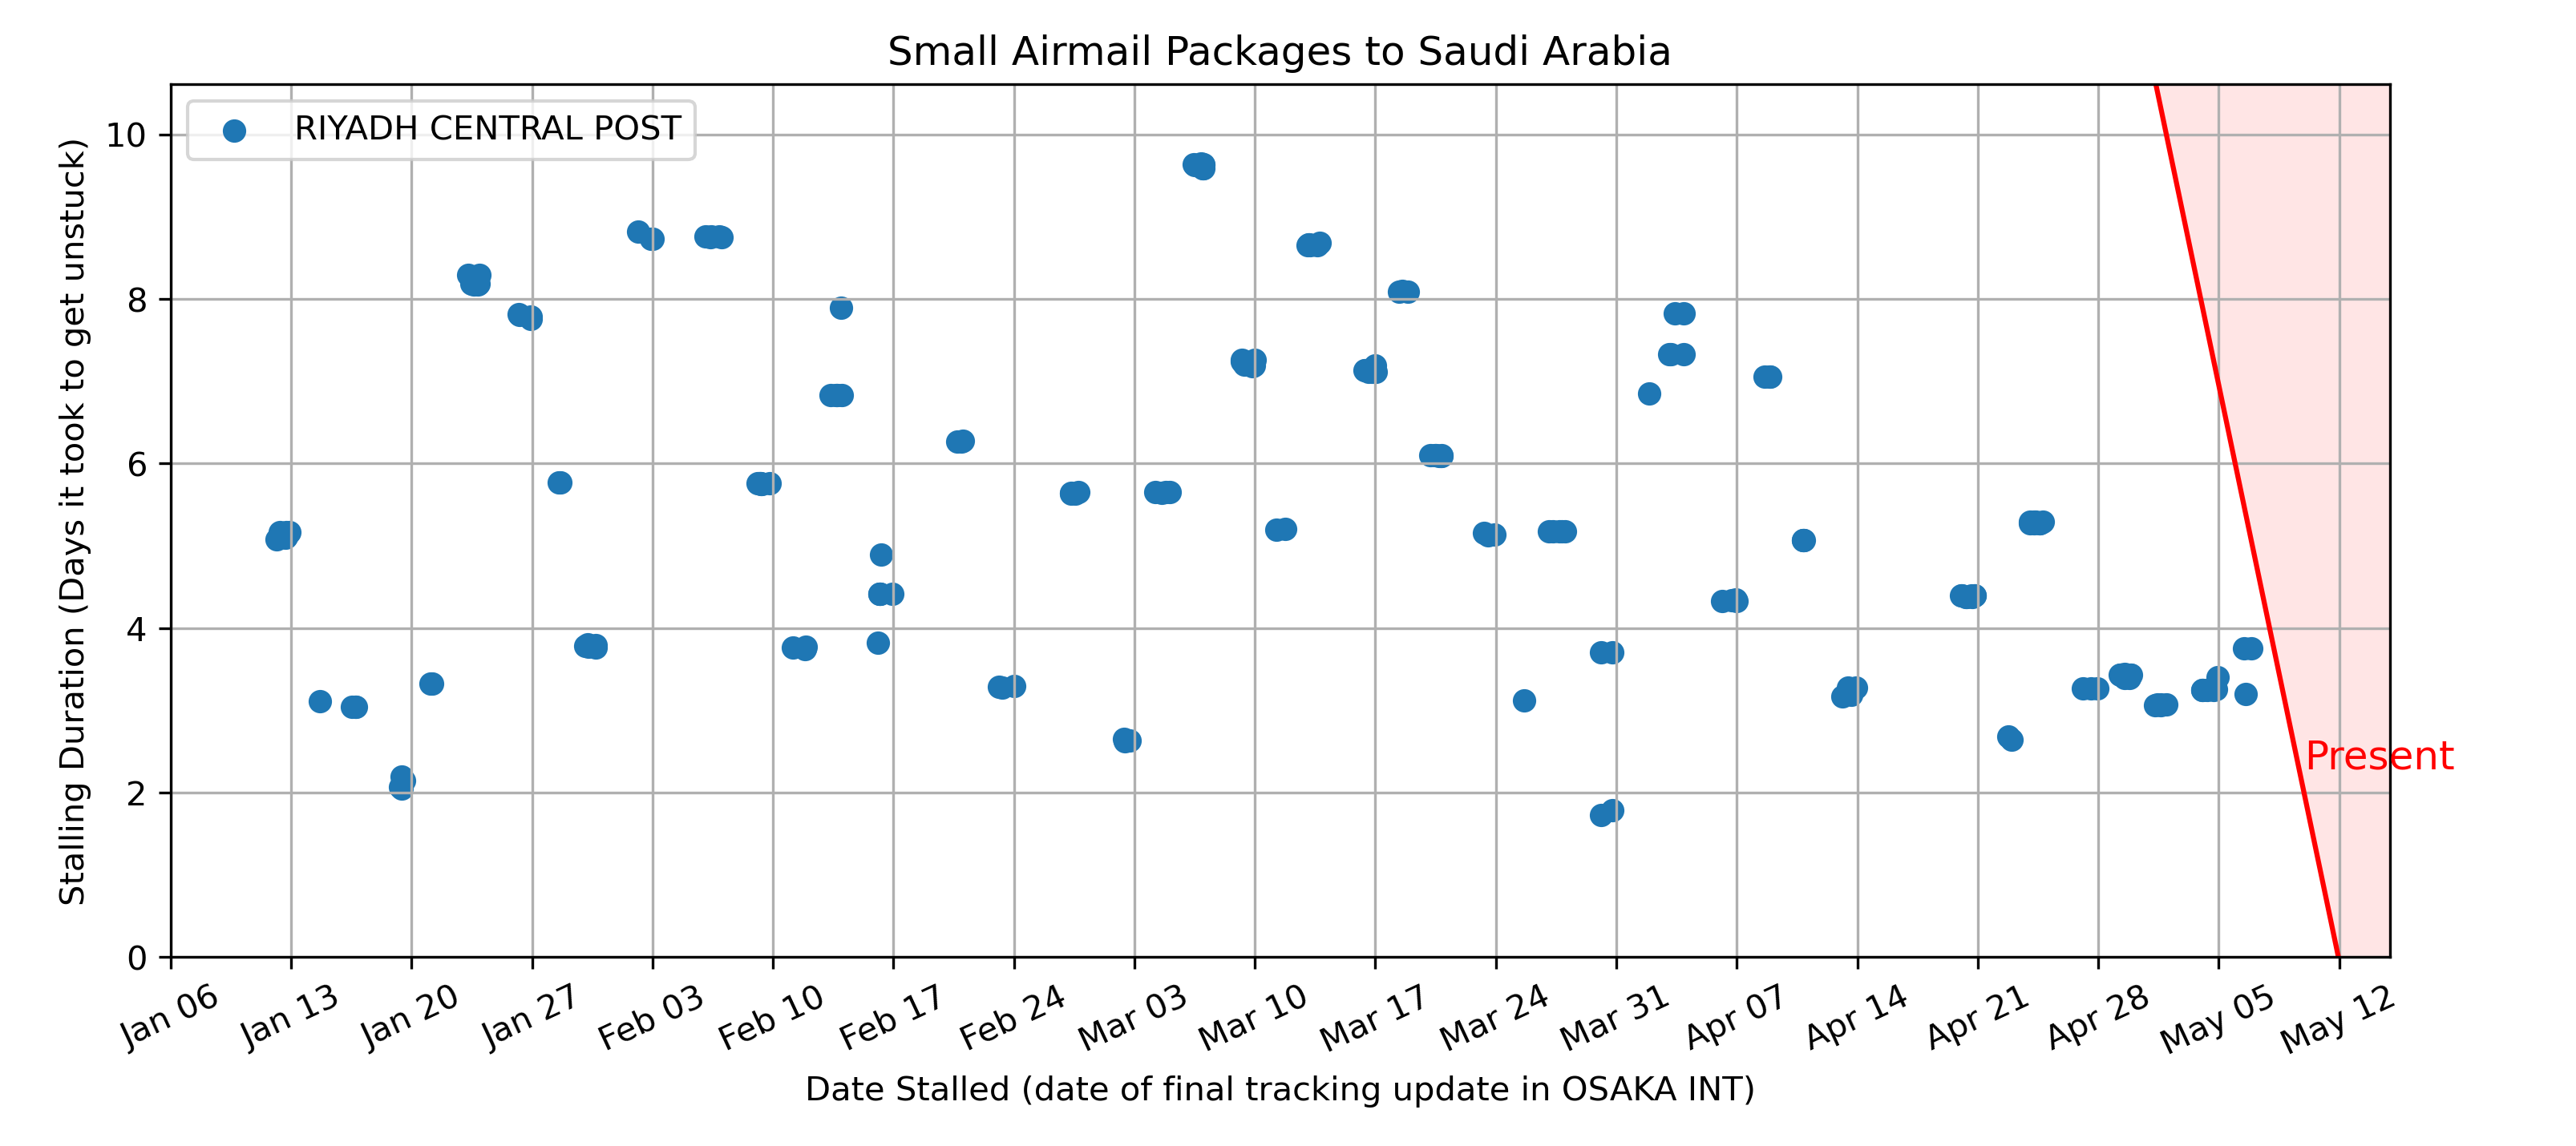 Small Airmail Packages to Saudi Arabia
RIYADH CENTRAL POST
Stalling Duration (Days it took to get unstuck)
10
8
6
4
2
0
Present
Jan 06
Jan 13
Jan 20
Jan 27
Feb 03
Feb 10
Feb 17
Feb 24
Mar 03
Mar 10
Mar 17
Mar 24
Mar 31
Apr 07
Apr 14
Apr 21
Apr 28
May 05
May 12
Date Stalled (date of final tracking update in OSAKA INT)